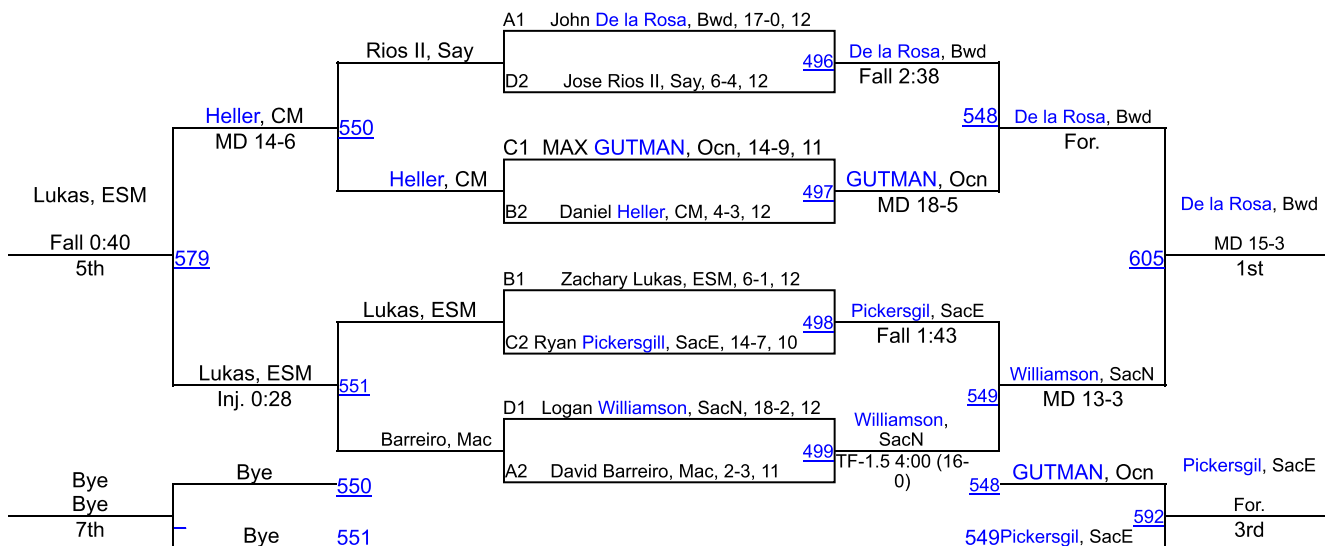 A1 John De la Rosa, Bwd, 17-0, 12
Rios II, Say
496
De la Rosa, Bwd
Fall 2:38
D2 Jose Rios II, Say, 6-4, 12
Heller, CM
MD 14-6
550
548
De la Rosa, Bwd
For.
C1 MAX GUTMAN, Ocn, 14-9, 11
Heller, CM
497
GUTMAN, Ocn
MD 18-5
B2 Daniel Heller, CM, 4-3, 12
Lukas, ESM
Fall 0:40
5th
579
605
De la Rosa, Bwd
MD 15-3
1st
B1 Zachary Lukas, ESM, 6-1, 12
Lukas, ESM
498
Pickersgil, SacE
Fall 1:43
C2 Ryan Pickersgill, SacE, 14-7, 10
Lukas, ESM
Inj. 0:28
551
549
Williamson, SacN
MD 13-3
D1 Logan Williamson, SacN, 18-2, 12
Barreiro, Mac
499
Williamson,
SacN
TF-1.5 4:00 (16-
0)
A2 David Barreiro, Mac, 2-3, 11
Bye
Bye
7th
Bye
550
Bye
551
548
GUTMAN, Ocn
549
Pickersgil, SacE
592
Pickersgil, SacE
For.
3rd